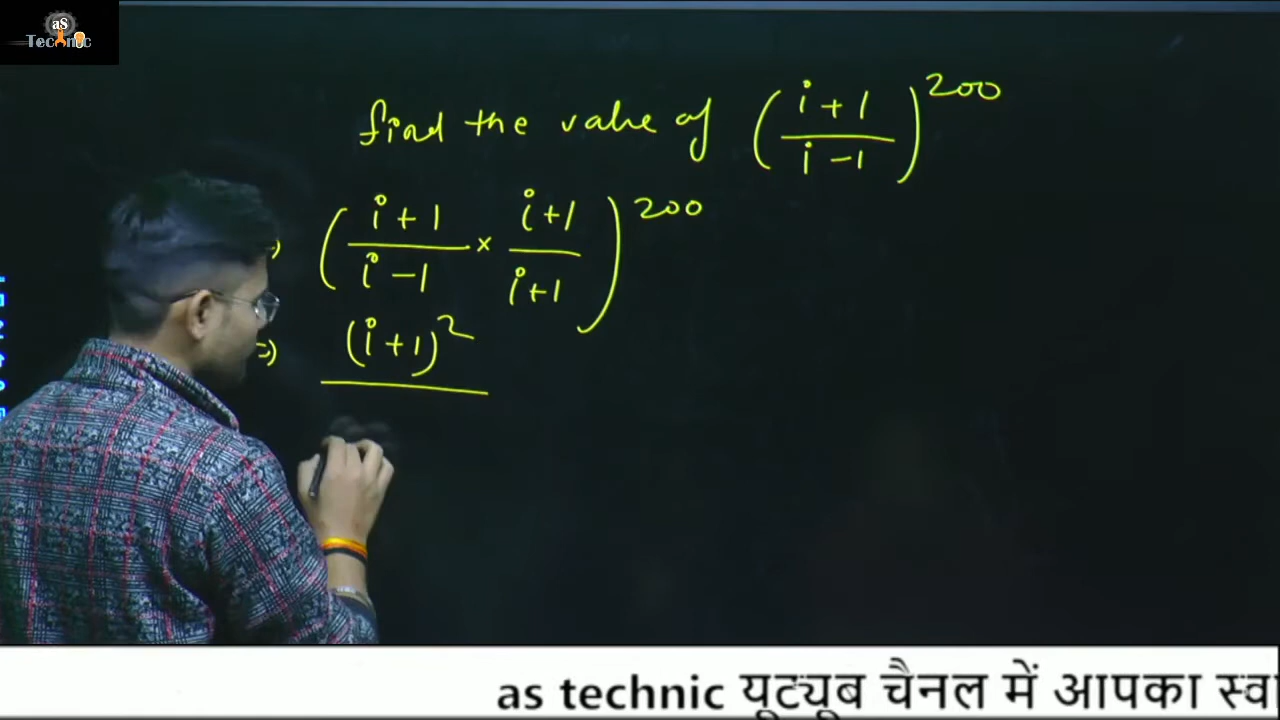 as
Technic
find the value of (i+1/i-1)^200
=) (i+1/i-1 × i+1/i+1)^200
=) (i+1)^2
as technic यूट्यूब चैनल में आपका स्वा